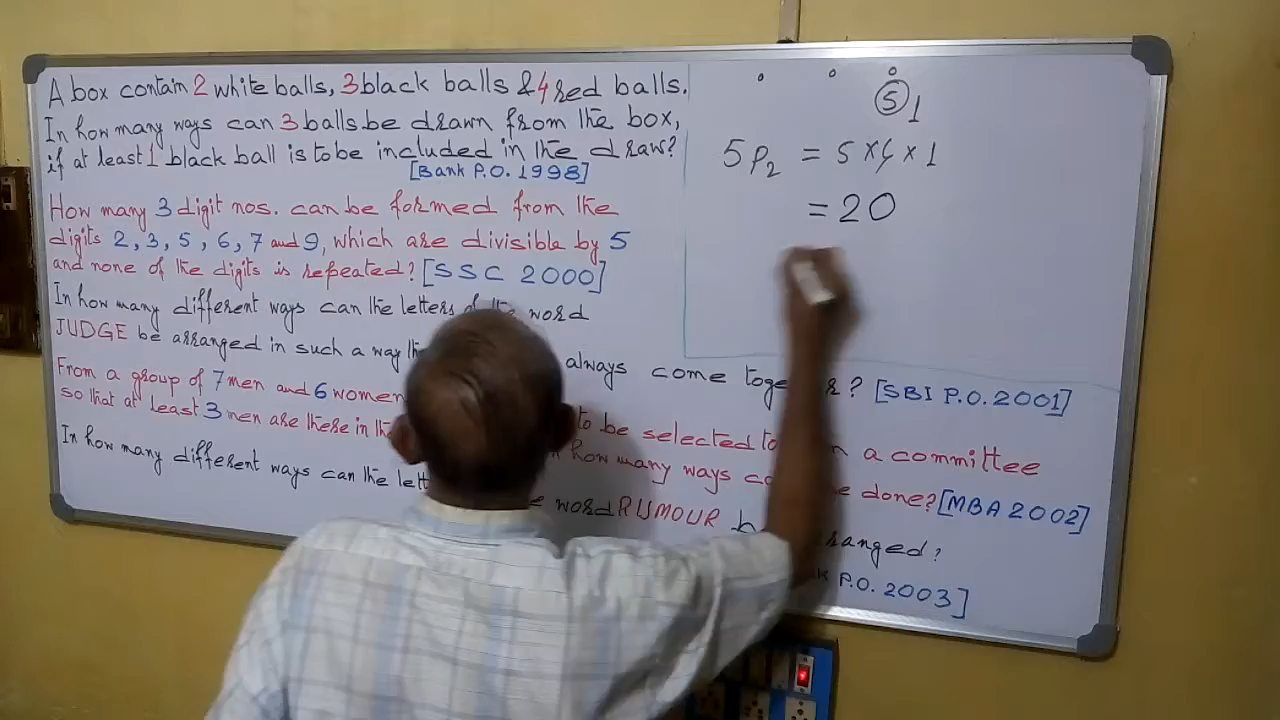 A box contain 2 white balls, 3 black balls & 4 red balls.
In how many ways can 3 balls be drawn from the box,
if at least 1 black ball is to be included in the draw?
[Bank P.O. 1998]
How many 3 digit nos. can be formed from the
digits 2, 3, 5, 6, 7 and 9, which are divisible by 5
and none of the digits is repeated? [SSC 2000]
In how many different ways can the letters of the word
JUDGE be arranged in such a way always come together? [SBI P.O. 2001]
From a group of 7 men and 6 women to be selected to a committee
so that at least 3 men are there in the how many ways be done? [MBA 2002]
In how many different ways can the word RUMOUR arranged?
P.O. 2003]
5 1
5P2 = 5 × 4 × 1
= 20